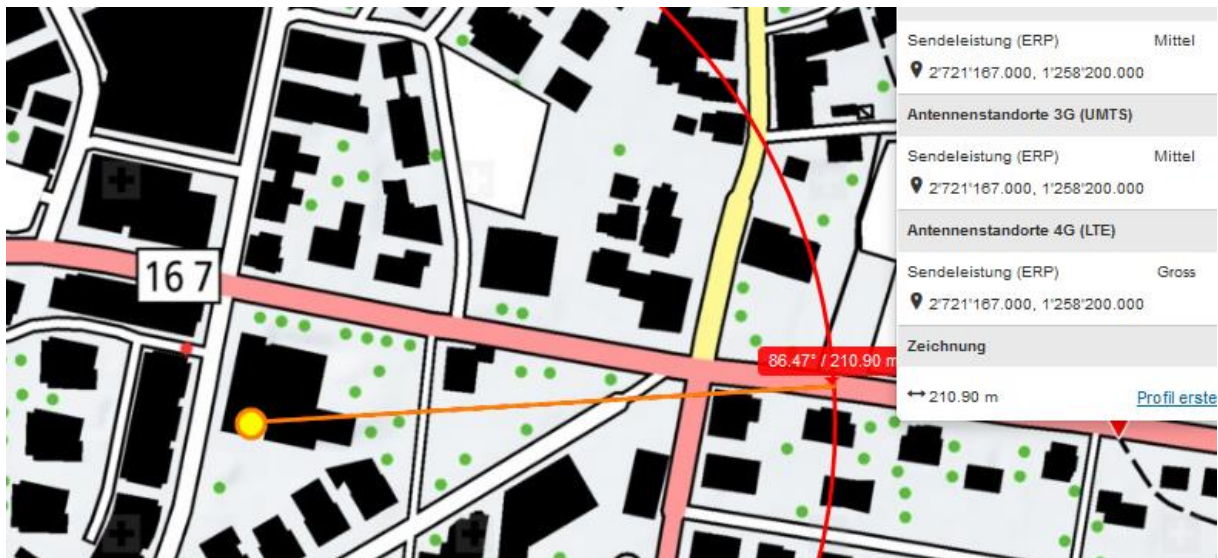 Sendeleistung (ERP) Mittel
2'721'167.000, 1'258'200.000
Antennenstandorte 3G (UMTS)
Sendeleistung (ERP) Mittel
2'721'167.000, 1'258'200.000
Antennenstandorte 4G (LTE)
Sendeleistung (ERP) Gross
2'721'167.000, 1'258'200.000
Zeichnung
210.90 m Profil erste
16 7
86.47° / 210.90 m